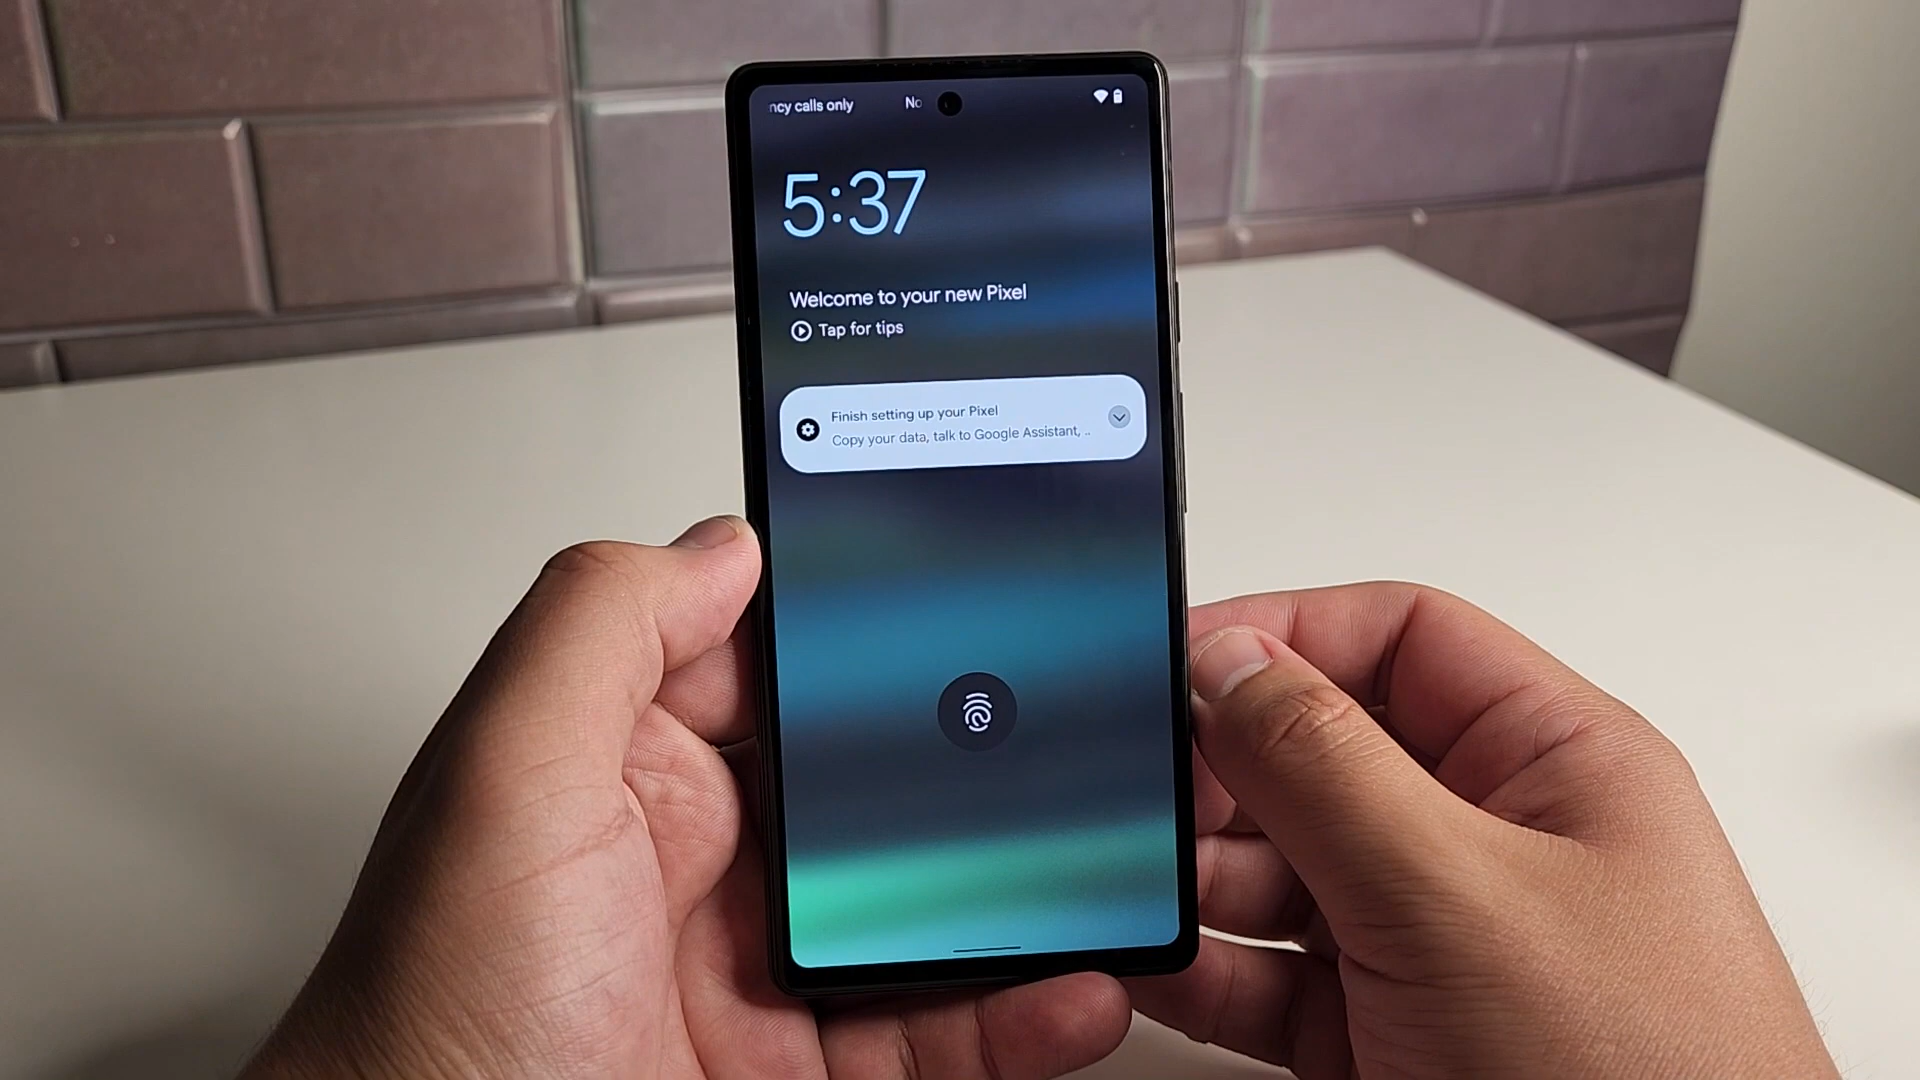 ncy calls only No
5:37
Welcome to your new Pixel
Tap for tips
Finish setting up your Pixel
Copy your data, talk to Google Assistant, ..